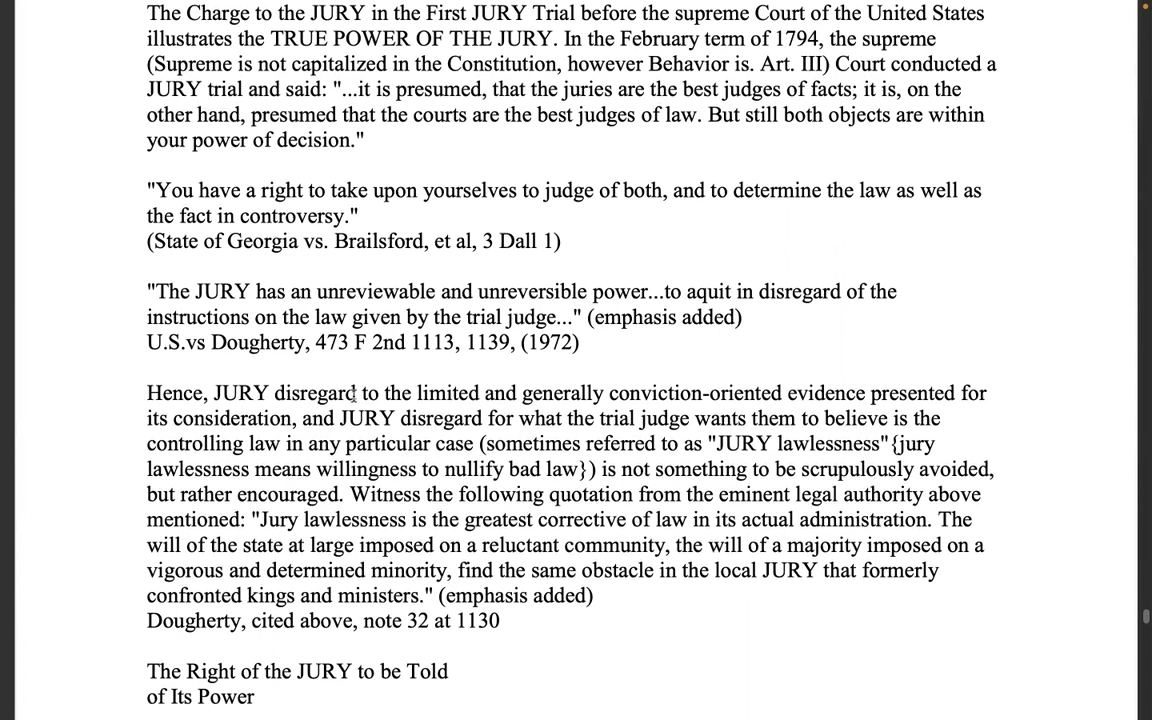 The Charge to the JURY in the First JURY Trial before the supreme Court of the United States
illustrates the TRUE POWER OF THE JURY. In the February term of 1794, the supreme
(Supreme is not capitalized in the Constitution, however Behavior is. Art. III) Court conducted a
JURY trial and said: "...it is presumed, that the juries are the best judges of facts; it is, on the
other hand, presumed that the courts are the best judges of law. But still both objects are within
your power of decision."
"You have a right to take upon yourselves to judge of both, and to determine the law as well as
the fact in controversy."
(State of Georgia vs. Brailsford, et al, 3 Dall 1)
"The JURY has an unreviewable and unreversible power...to aquit in disregard of the
instructions on the law given by the trial judge..." (emphasis added)
U.S.vs Dougherty, 473 F 2nd 1113, 1139, (1972)
Hence, JURY disregard to the limited and generally conviction-oriented evidence presented for
its consideration, and JURY disregard for what the trial judge wants them to believe is the
controlling law in any particular case (sometimes referred to as "JURY lawlessness"{jury
lawlessness means willingness to nullify bad law}) is not something to be scrupulously avoided,
but rather encouraged. Witness the following quotation from the eminent legal authority above
mentioned: "Jury lawlessness is the greatest corrective of law in its actual administration. The
will of the state at large imposed on a reluctant community, the will of a majority imposed on a
vigorous and determined minority, find the same obstacle in the local JURY that formerly
confronted kings and ministers." (emphasis added)
Dougherty, cited above, note 32 at 1130
The Right of the JURY to be Told
of Its Power